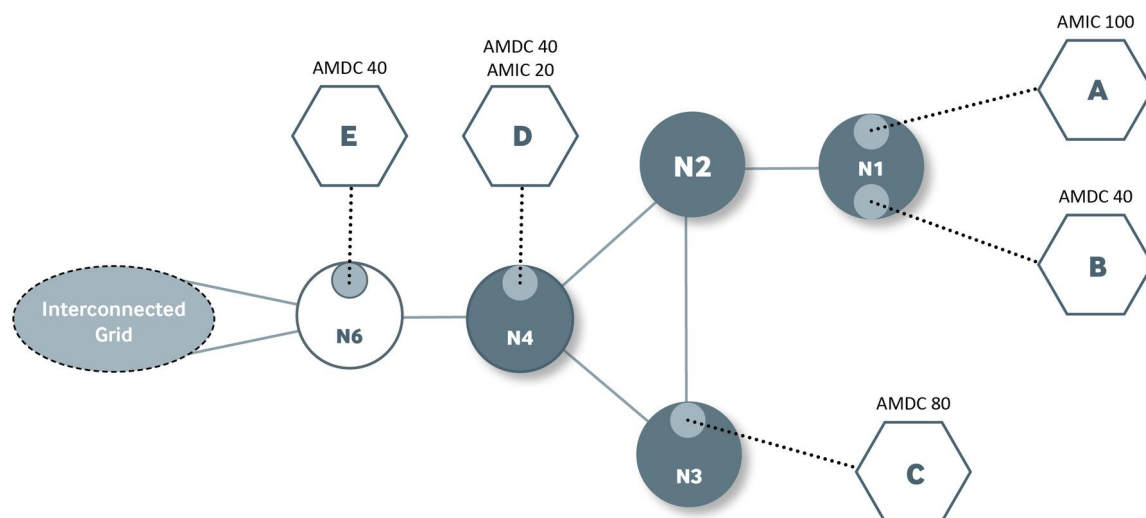 AMIC 100
A
AMDC 40
E
AMDC 40
AMIC 20
D
N2
N1
AMDC 40
B
Interconnected
Grid
N6
N4
AMDC 80
C
N3